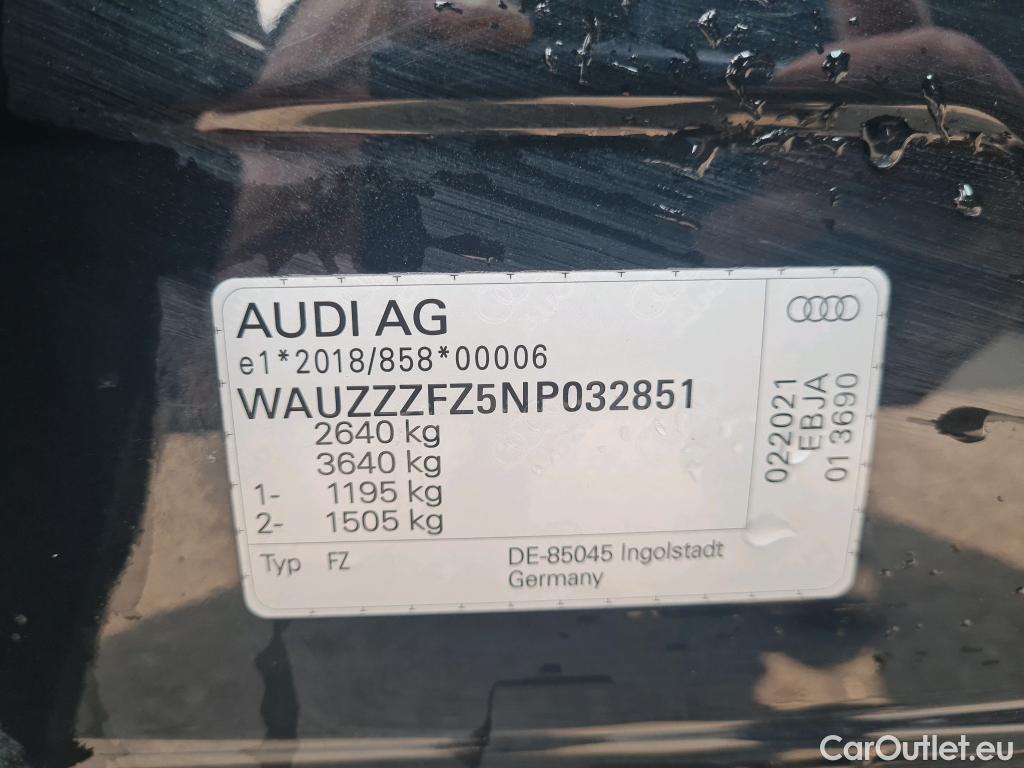 AUDI AG
e1*2018/858*00006
WAUZZZFZ5NP032851
2640 kg
3640 kg
1- 1195 kg
2- 1505 kg
Typ FZ
DE-85045 Ingolstadt
Germany
022021
EBJA
013690
CarOutlet.eu